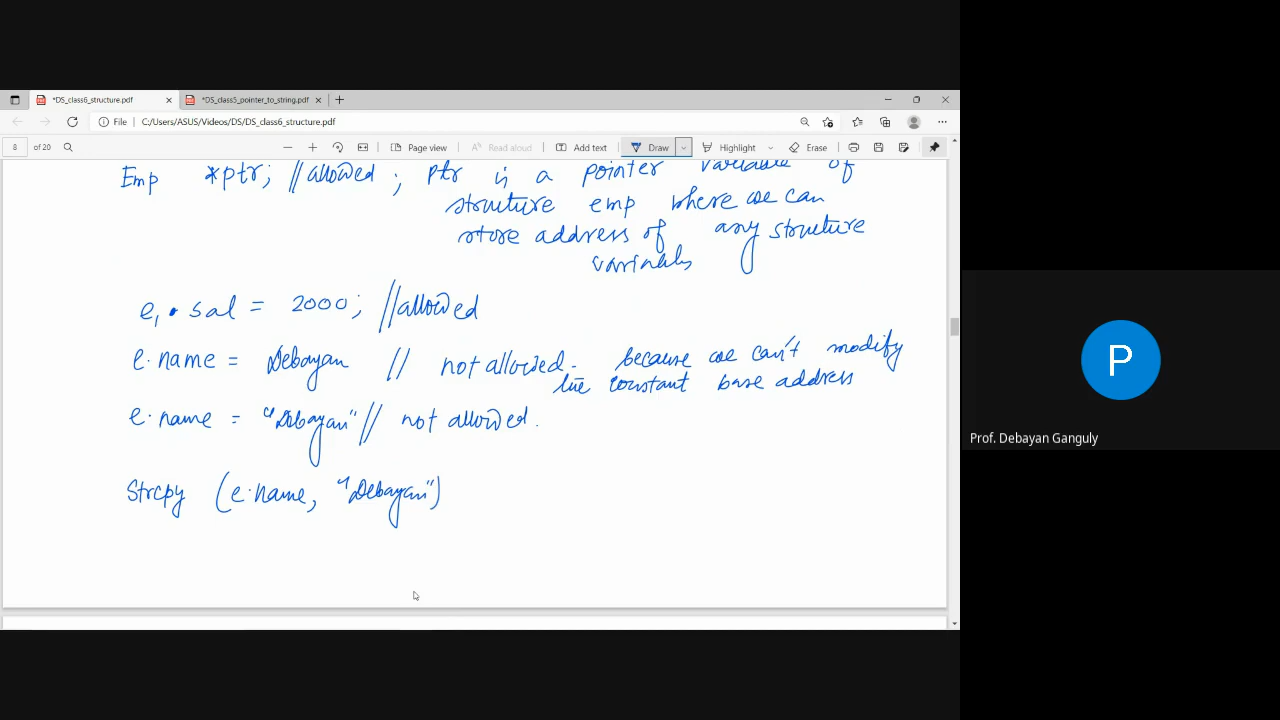 *DS_class6_structure.pdf
*DS_class5_pointer_to_string.pdf
File C:/Users/ASUS/Videos/DS/DS_class6_structure.pdf
8 of 20
Page view
Read aloud
Add text
Draw
Highlight
Erase
Emp *ptr; //allowed ; ptr is a pointer variable of
structure emp where we can
store address of any structure
variables
e1.sal = 2000; //allowed
e.name = Debayan // not allowed. because we can't modify
the constant base address
e.name = "Debayan" // not allowed.
Strcpy (e.name, "Debayan")
P
Prof. Debayan Ganguly